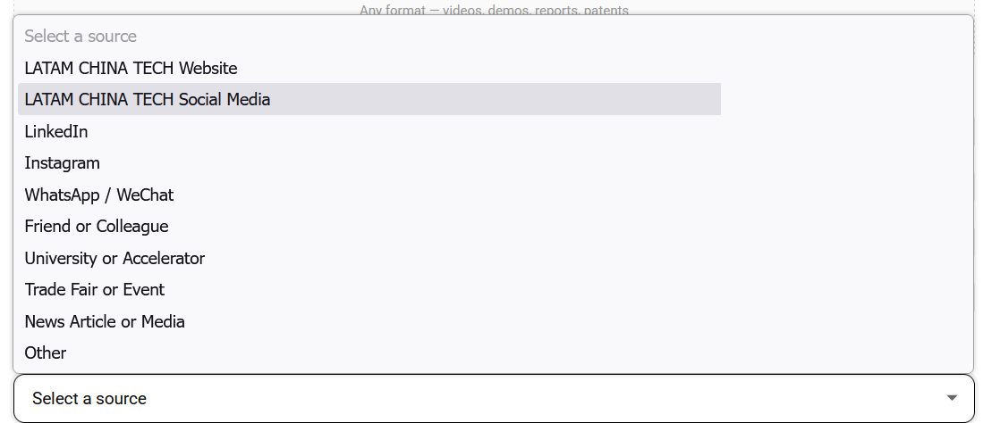 Any format — videos, demos, reports, patents
Select a source
LATAM CHINA TECH Website
LATAM CHINA TECH Social Media
LinkedIn
Instagram
WhatsApp / WeChat
Friend or Colleague
University or Accelerator
Trade Fair or Event
News Article or Media
Other
Select a source